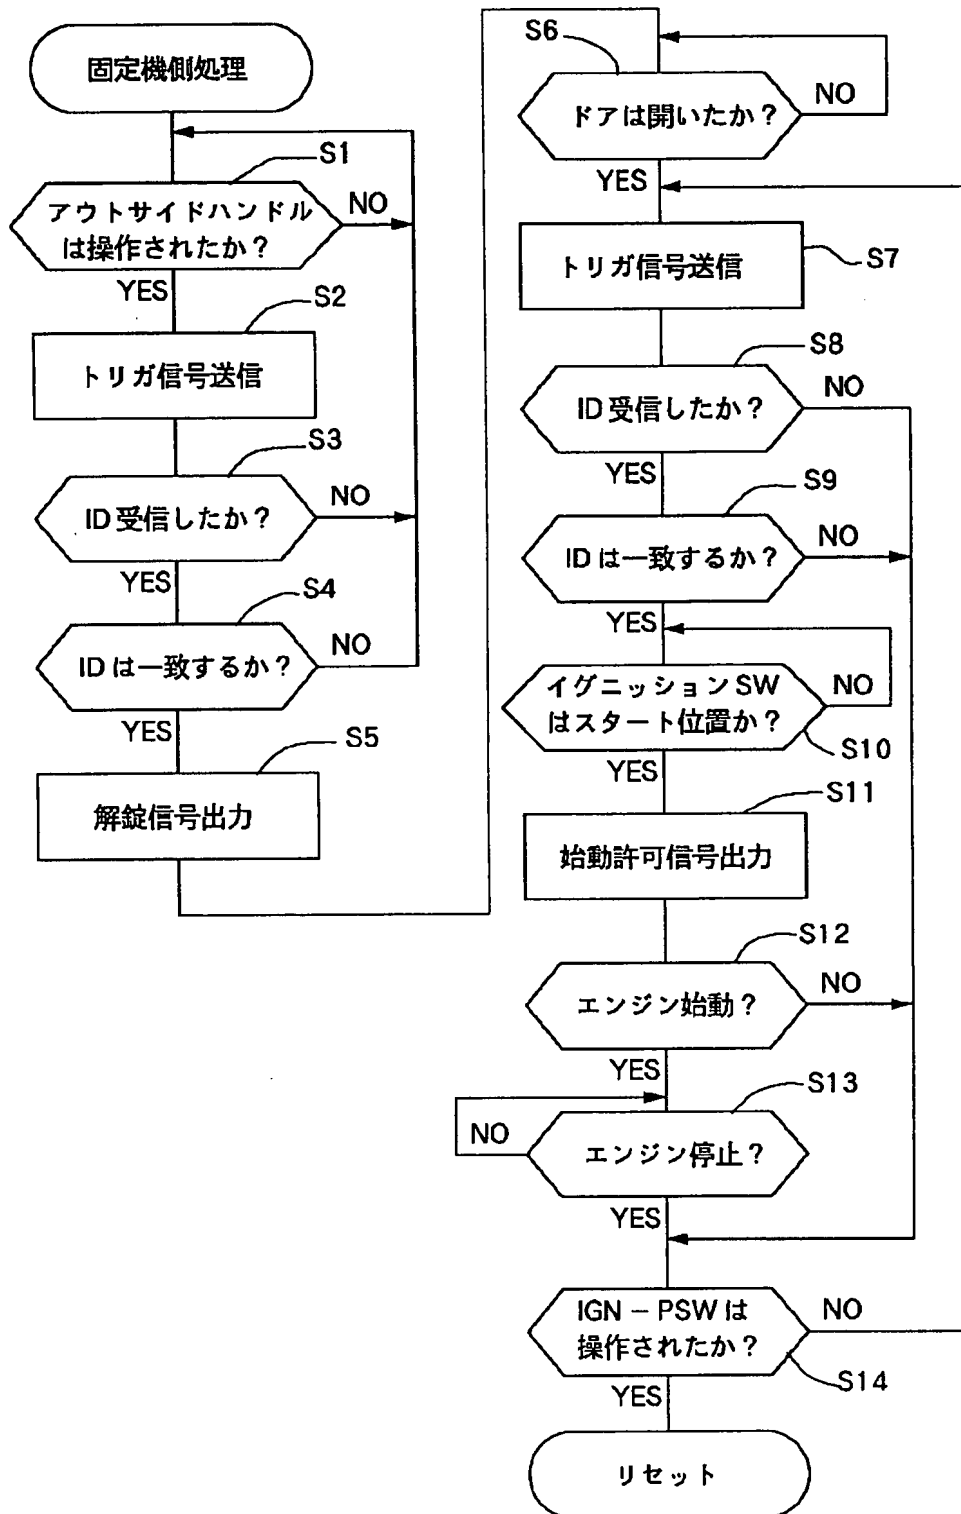 固定機側処理
S1
アウトサイドハンドル
は操作されたか？
NO
YES
S2
トリガ信号送信
S3
ID受信したか？
NO
YES
S4
IDは一致するか？
NO
YES
S5
解錠信号出力
S6
ドアは開いたか？
NO
YES
S7
トリガ信号送信
S8
ID受信したか？
NO
YES
S9
IDは一致するか？
NO
YES
イグニッションSW
はスタート位置か？
NO
S10
YES
S11
始動許可信号出力
S12
エンジン始動？
NO
YES
S13
エンジン停止？
NO
YES
IGN－PSWは
操作されたか？
NO
S14
YES
リセット